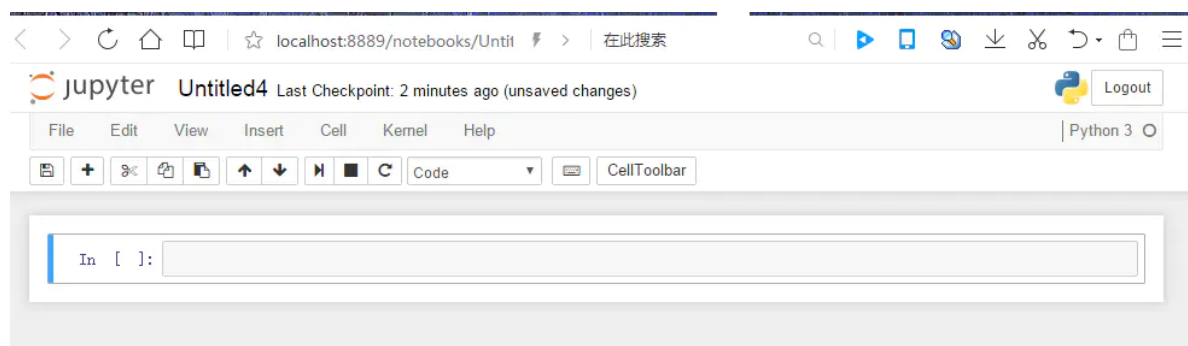 localhost:8889/notebooks/Untit 在此搜索
jupyter Untitled4 Last Checkpoint: 2 minutes ago (unsaved changes) Logout
File Edit View Insert Cell Kernel Help Python 3
Code CellToolbar
In [ ]: